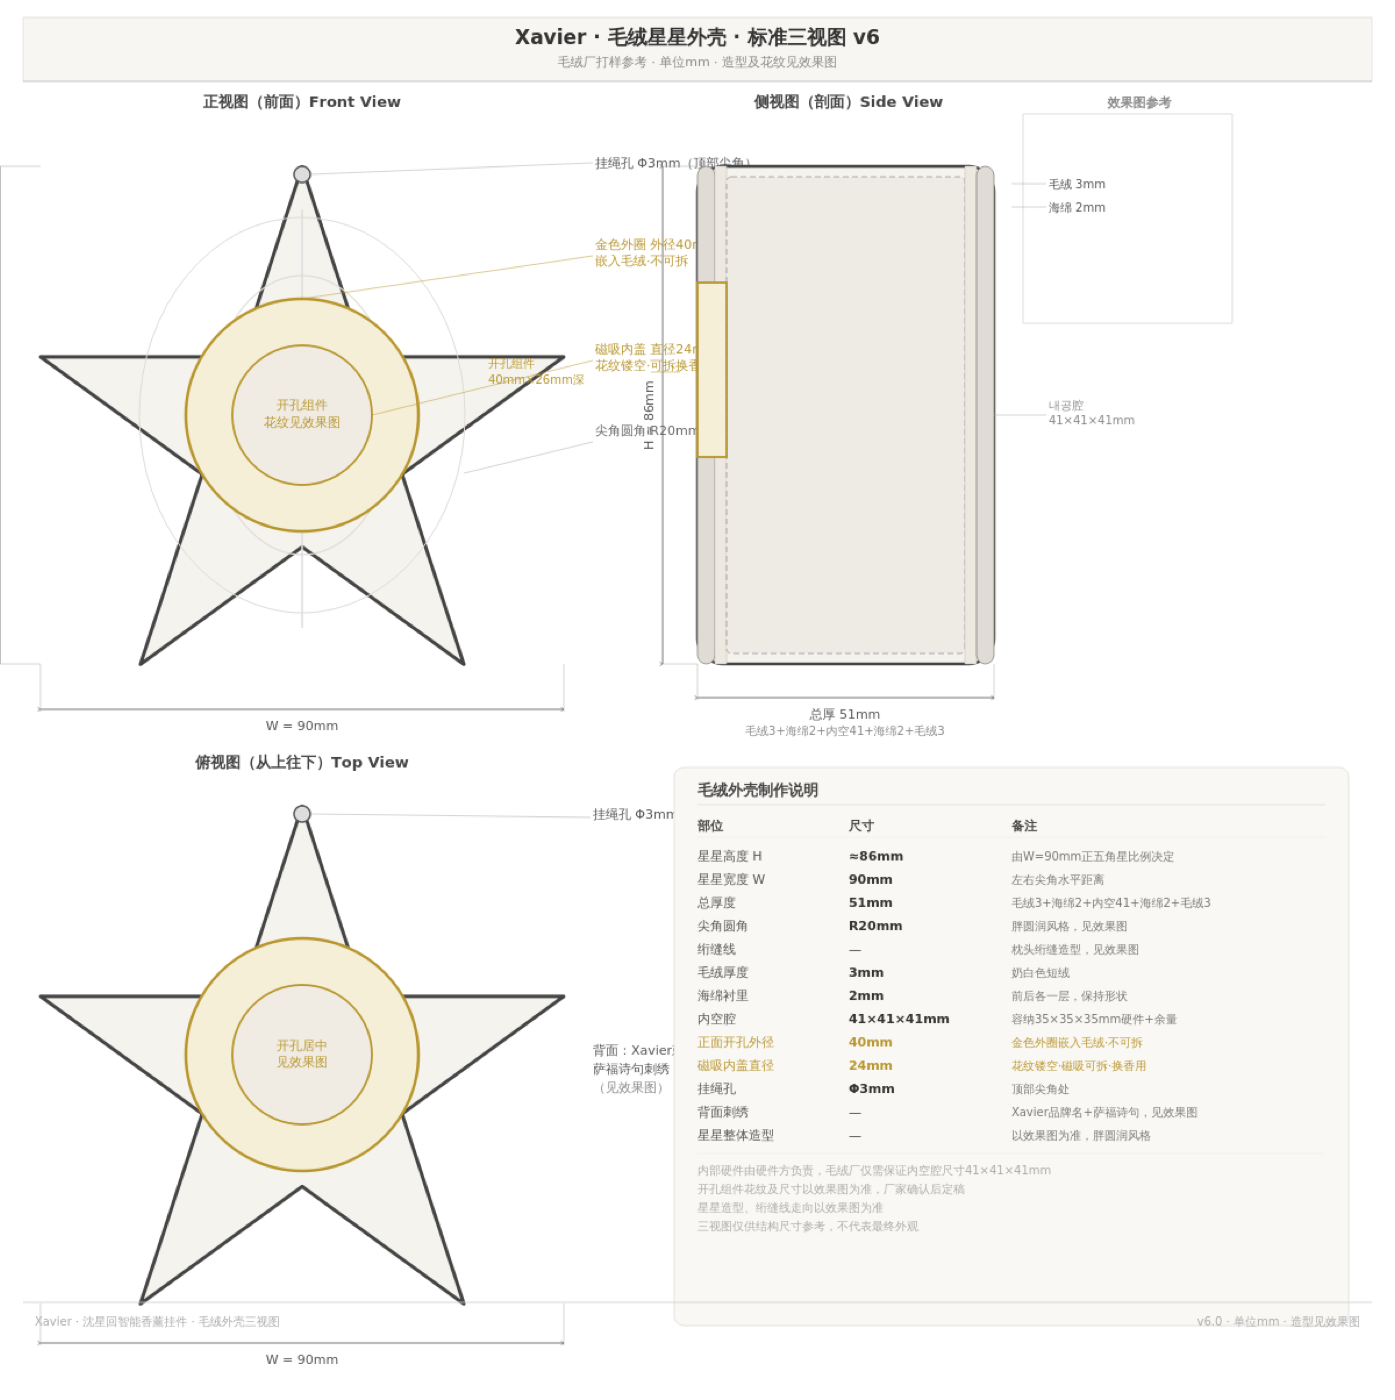 Xavier · 毛绒星星外壳 · 标准三视图 v6
毛绒厂打样参考 · 单位mm · 造型及花纹见效果图
正视图（前面）Front View
侧视图（剖面）Side View
效果图参考
挂绳孔 Φ3mm（顶部尖角）
毛绒 3mm
海绵 2mm
金色外圈 外径40m
嵌入毛绒·不可拆
磁吸内盖 直径24m
花纹镂空·可拆换香
开孔组件
40mm×26mm深
开孔组件
花纹见效果图
尖角圆角 R20mm
H = 86mm
内空腔
41×41×41mm
W = 90mm
总厚 51mm
毛绒3+海绵2+内空41+海绵2+毛绒3
俯视图（从上往下）Top View
挂绳孔 Φ3mm
开孔居中
见效果图
背面：Xavier
萨福诗句刺绣
（见效果图）
毛绒外壳制作说明
部位 尺寸 备注
星星高度 H ≈86mm 由W=90mm正五角星比例决定
星星宽度 W 90mm 左右尖角水平距离
总厚度 51mm 毛绒3+海绵2+内空41+海绵2+毛绒3
尖角圆角 R20mm 胖圆润风格，见效果图
绗缝线 — 枕头绗缝造型，见效果图
毛绒厚度 3mm 奶白色短绒
海绵衬里 2mm 前后各一层，保持形状
内空腔 41×41×41mm 容纳35×35×35mm硬件+余量
正面开孔外径 40mm 金色外圈嵌入毛绒·不可拆
磁吸内盖直径 24mm 花纹镂空·磁吸可拆·换香用
挂绳孔 Φ3mm 顶部尖角处
背面刺绣 — Xavier品牌名+萨福诗句，见效果图
星星整体造型 — 以效果图为准，胖圆润风格
内部硬件由硬件方负责，毛绒厂仅需保证内空腔尺寸41×41×41mm
开孔组件花纹及尺寸以效果图为准，厂家确认后定稿
星星造型、绗缝线走向以效果图为准
三视图仅供结构尺寸参考，不代表最终外观
Xavier · 沈星回智能香薰挂件 · 毛绒外壳三视图
v6.0 · 单位mm · 造型见效果图
W = 90mm